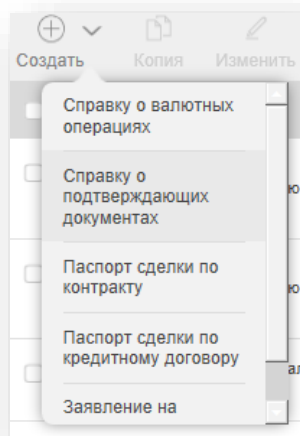 Создать Копия Изменить
Справку о валютных
операциях
Справку о
подтверждающих
документах
Паспорт сделки по
контракту
Паспорт сделки по
кредитному договору
Заявление на